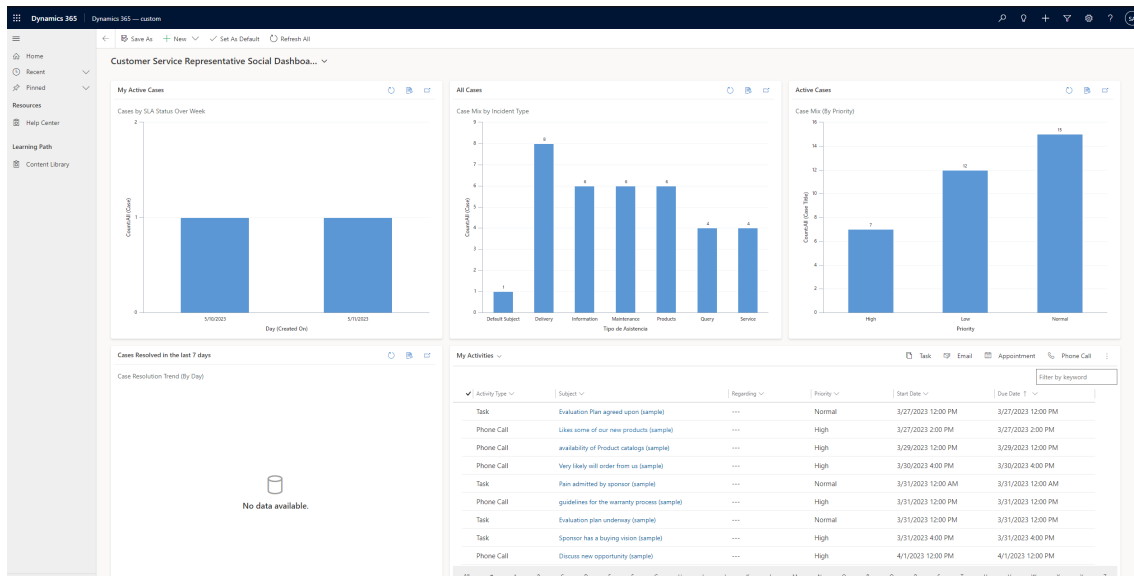 Dynamics 365 Dynamics 365 — custom
Save As New Set As Default Refresh All
Home
Recent
Pinned
Resources
Help Center
Learning Path
Content Library
Customer Service Representative Social Dashboa...
My Active Cases
Cases by SLA Status Over Week
2
1
0
Count:All (Case)
5/10/2023 5/11/2023
Day (Created On)
All Cases
Case Mix by Incident Type
9
8
7
6
5
4
3
2
1
0
Count:All (Case)
1 8 6 6 6 4 4
Default Subject Delivery Information Maintenance Products Query Service
Tipo de Asistencia
Active Cases
Case Mix (By Priority)
16
14
12
10
8
6
4
2
0
Count:All (Case Title)
7 12 15
High Low Normal
Priority
Cases Resolved in the last 7 days
Case Resolution Trend (By Day)
No data available.
My Activities Task Email Appointment Phone Call
Filter by keyword
Activity Type Subject Regarding Priority Start Date Due Date
Task Evaluation Plan agreed upon (sample) --- Normal 3/27/2023 12:00 PM 3/27/2023 12:00 PM
Phone Call Likes some of our new products (sample) --- High 3/27/2023 2:00 PM 3/27/2023 2:00 PM
Phone Call availability of Product catalogs (sample) --- High 3/29/2023 12:00 PM 3/29/2023 12:00 PM
Phone Call Very likely will order from us (sample) --- High 3/30/2023 4:00 PM 3/30/2023 4:00 PM
Task Pain admitted by sponsor (sample) --- Normal 3/31/2023 12:00 AM 3/31/2023 12:00 AM
Phone Call guidelines for the warranty process (sample) --- High 3/31/2023 12:00 PM 3/31/2023 12:00 PM
Task Evaluation plan underway (sample) --- Normal 3/31/2023 12:00 PM 3/31/2023 12:00 PM
Task Sponsor has a buying vision (sample) --- High 3/31/2023 4:00 PM 3/31/2023 4:00 PM
Phone Call Discuss new opportunity (sample) --- High 4/1/2023 12:00 PM 4/1/2023 12:00 PM